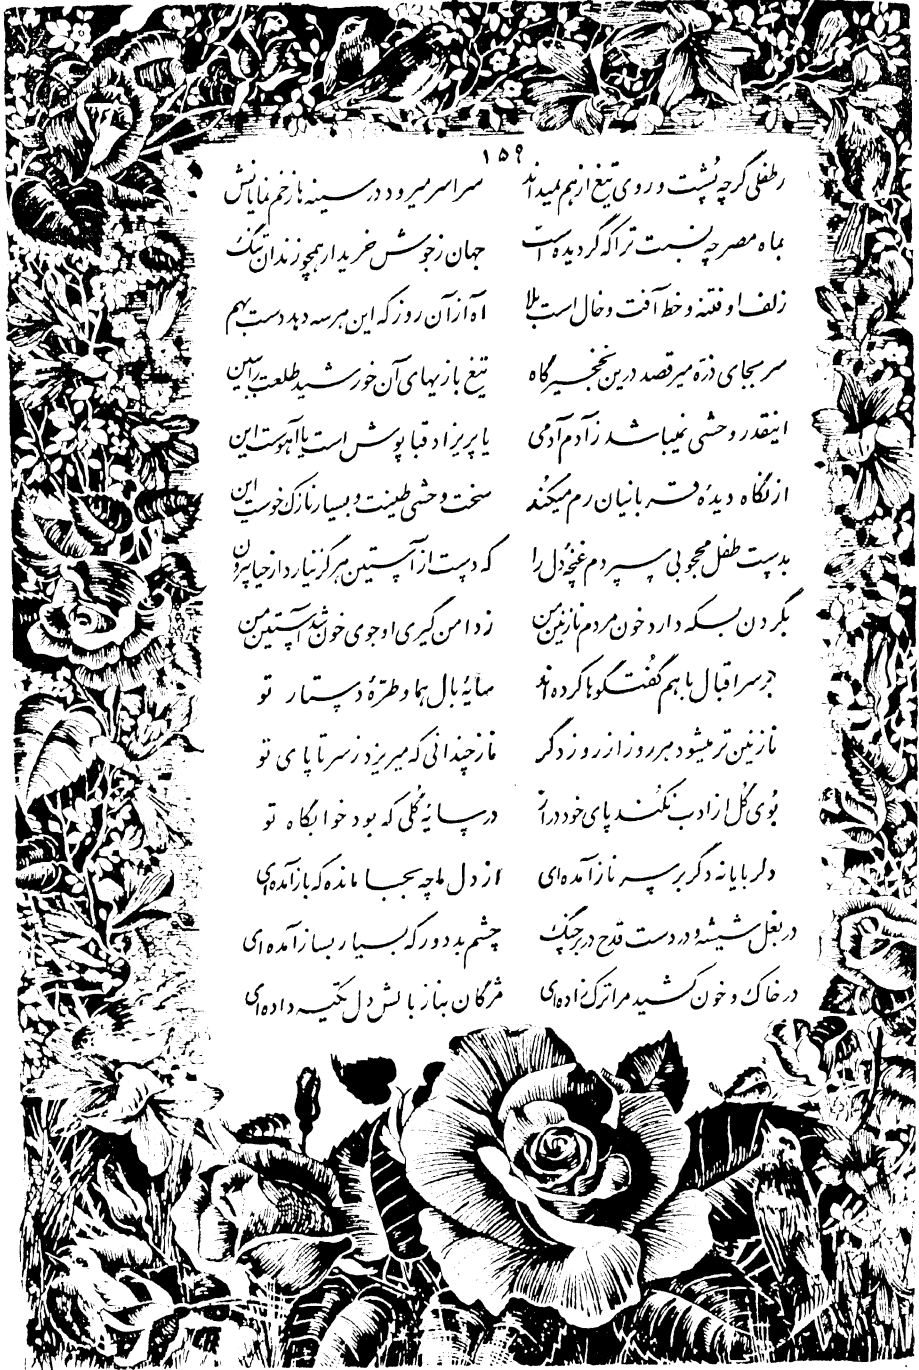 ۱۵۹
ز طفلی گرچه پشت و روی تیغ از هم نمیداند سراسر میرود در سینه ها زخم نمایانش
بماه مصر چه نسبت ترا که گردیده است جهان ز جوش خریدار همچو زندان تنگ
زلف او فتنه و خط آفت و خال است بلا آه از آن روز که این هر سه دهد دست بهم
سر بجای ذره میرقصد درین نخجیرگاه تیغ بازیهای آن خورشید طلعت را ببین
اینقدر وحشی نمیباشد ز آدم آدمی یا پریزاد قبا پوش است یا آهوست این
از نگاه دیدهٔ قربانیان رم میکند سخت وحشی طینت و بسیار نازک خوست این
بدست طفل محجوبی سپردم غنچهٔ دل را که دست از آستین هرگز نیارد از حیا بیرون
بگردن بسکه دارد خون مردم نازنین من ز دامن گیری او جوی خون شد آستین من
بر سر اقبال با هم گفتگوها کرده اند سایهٔ بال هما و طرهٔ دستار تو
نازنین تر میشود هر روز از روز دگر ناز چندانی که میریزد ز سر تا پای تو
بوی گل از ادب نکند پای خود دراز در سایهٔ گلی که بود خوابگاه تو
دلربایانه دگر بر سر ناز آمده ای از دل ما چه بجا مانده که باز آمده ای
در بغل شیشه و در دست قدح در بر چنگ چشم بد دور که بسیار بساز آمده ای
در خاک و خون کشید مرا ترک زاده ای مژگان بناز بالش دل تکیه داده ای